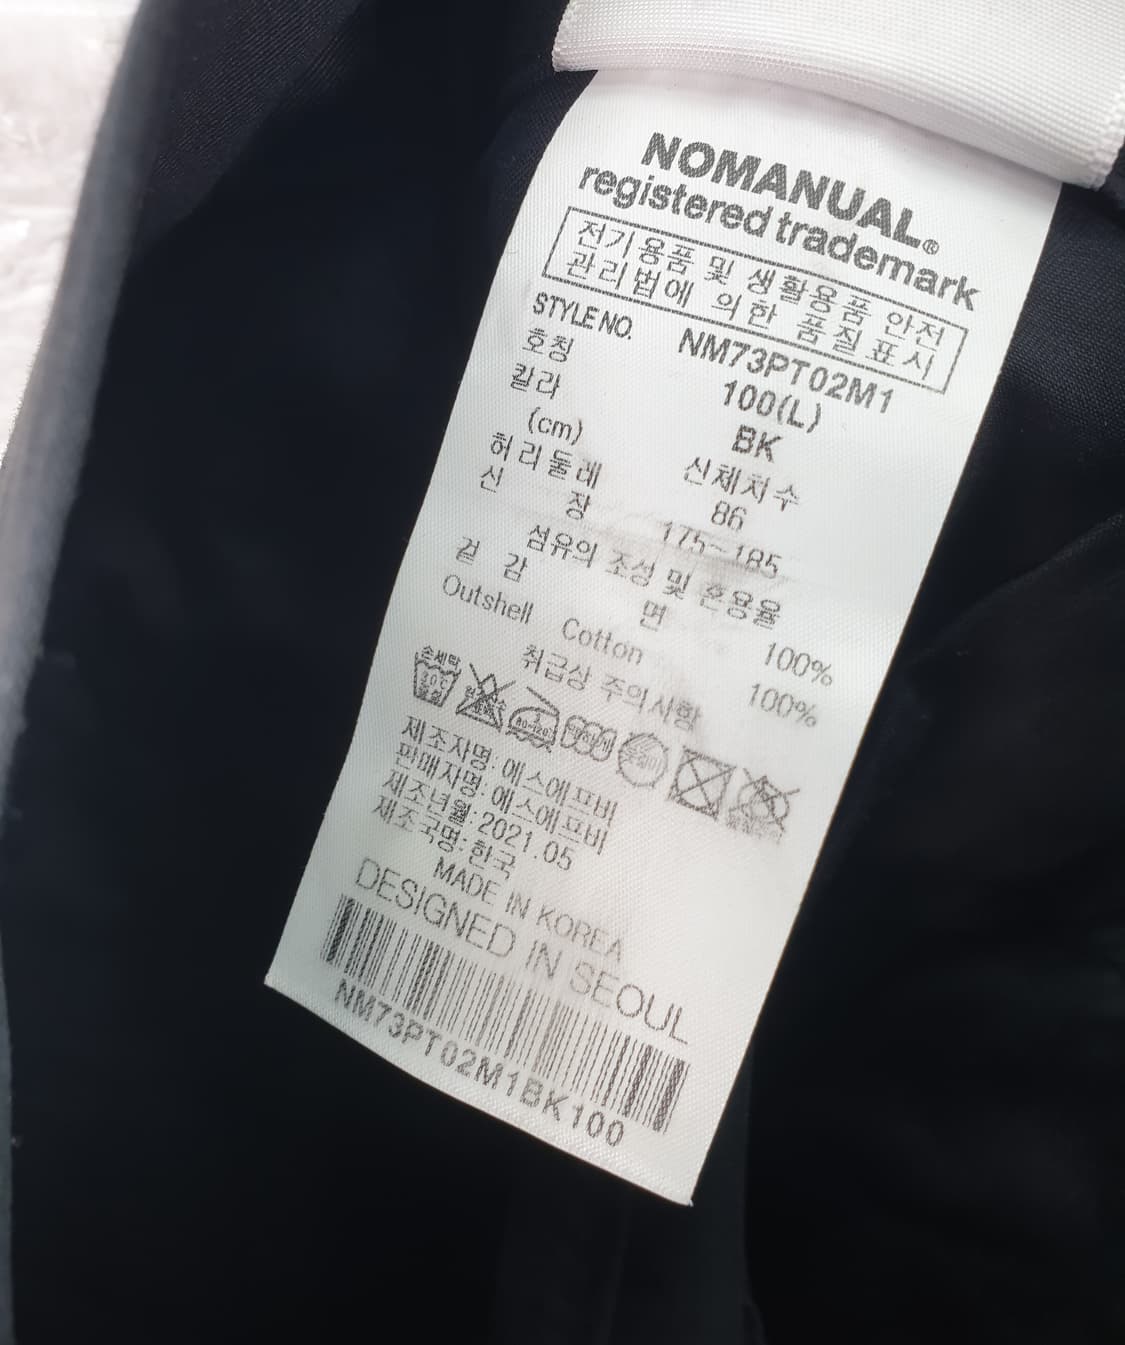 NOMANUAL®
registered trademark
전기용품 및 생활용품 안전
관리법에 의한 품질표시
STYLE NO. NM73PT02M1
호칭 100(L)
칼라 BK
(cm) 신체치수
허리둘레 86
신 장 175~185
섬유의 조성 및 혼용율
겉 감 면 100%
Outshell Cotton 100%
취급상 주의사항
손세탁
제조자명: 에스에프비
판매자명: 에스에프비
제조년월: 2021.05
제조국명: 한국
MADE IN KOREA
DESIGNED IN SEOUL
NM73PT02M1BK100